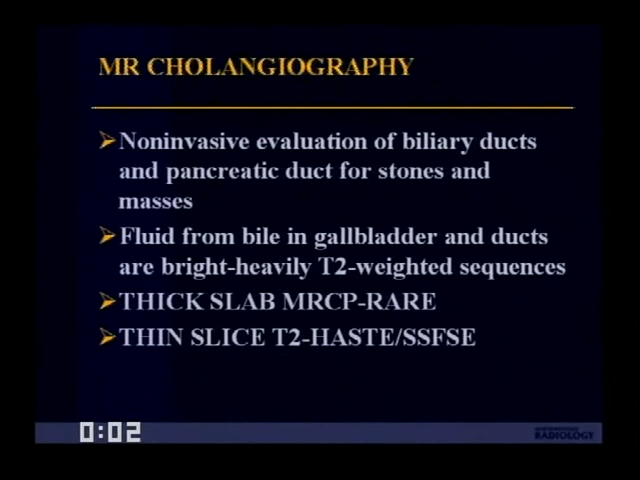 MR CHOLANGIOGRAPHY
➤Noninvasive evaluation of biliary ducts
and pancreatic duct for stones and
masses
➤Fluid from bile in gallbladder and ducts
are bright-heavily T2-weighted sequences
➤THICK SLAB MRCP-RARE
➤THIN SLICE T2-HASTE/SSFSE
0:02
RADIOLOGY